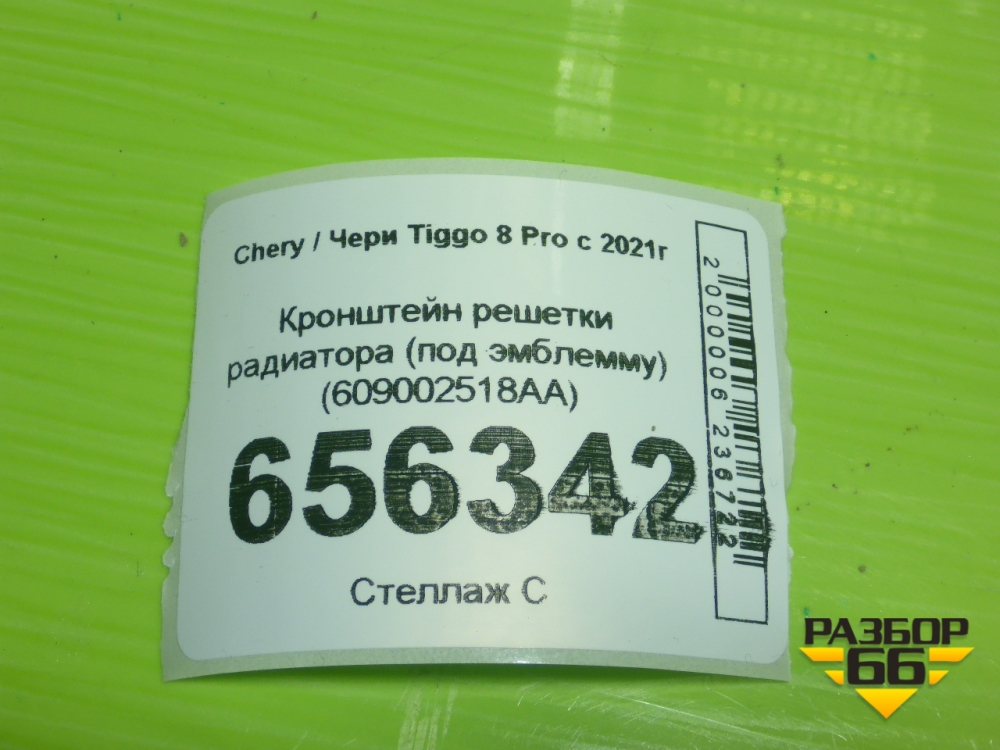 Chery / Чери Tiggo 8 Pro с 2021г
Кронштейн решетки
радиатора (под эмблемму)
(609002518AA)
656342
Стеллаж С
2000006236722
РАЗБОР
66